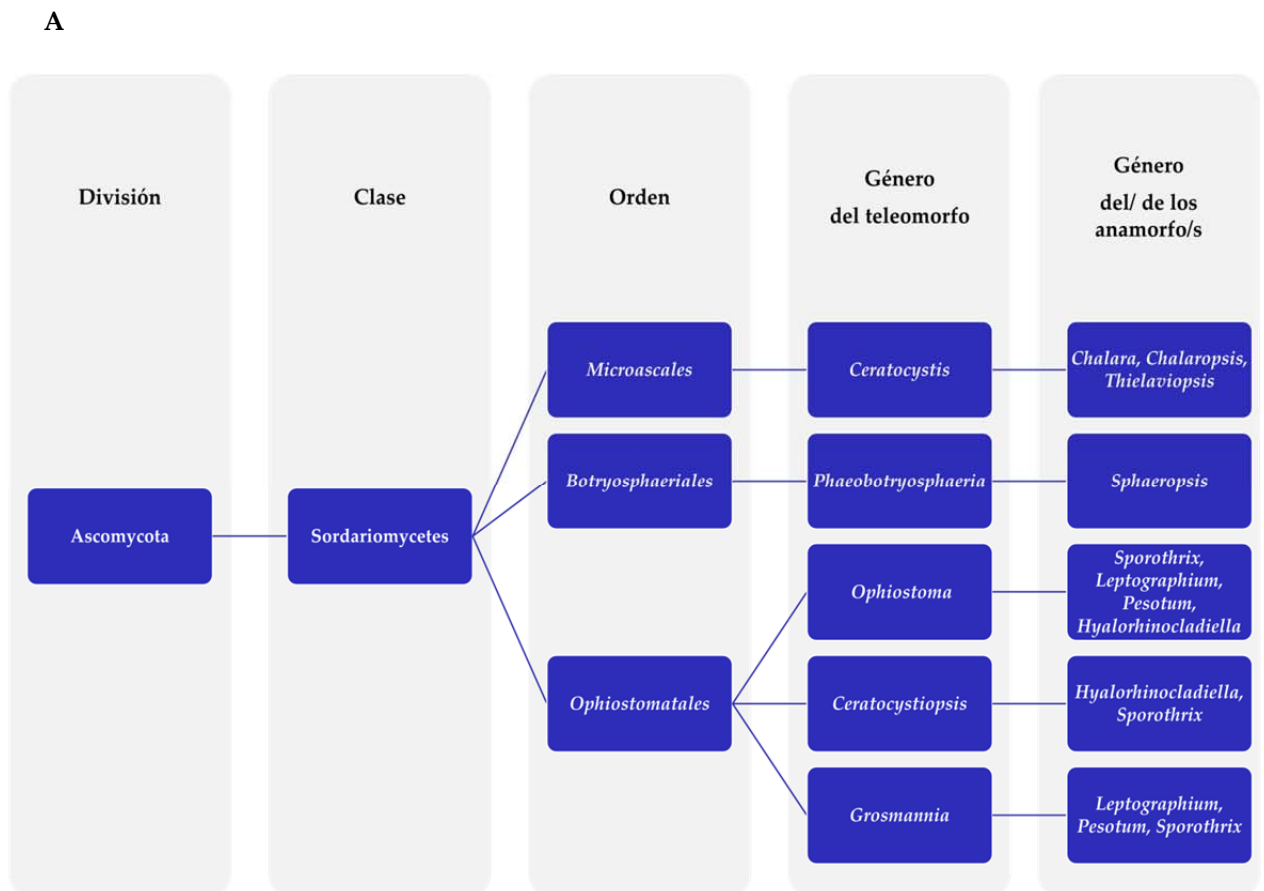 A
División
Clase
Orden
Género
del teleomorfo
Género
del/ de los
anamorfo/s
Ascomycota
Sordariomycetes
Microascales
Ceratocystis
Chalara, Chalaropsis,
Thielaviopsis
Botryosphaeriales
Phaeobotryosphaeria
Sphaeropsis
Ophiostomatales
Ophiostoma
Sporothrix,
Leptographium,
Pesotum,
Hyalorhinocladiella
Ceratocystiopsis
Hyalorhinocladiella,
Sporothrix
Grosmannia
Leptographium,
Pesotum, Sporothrix